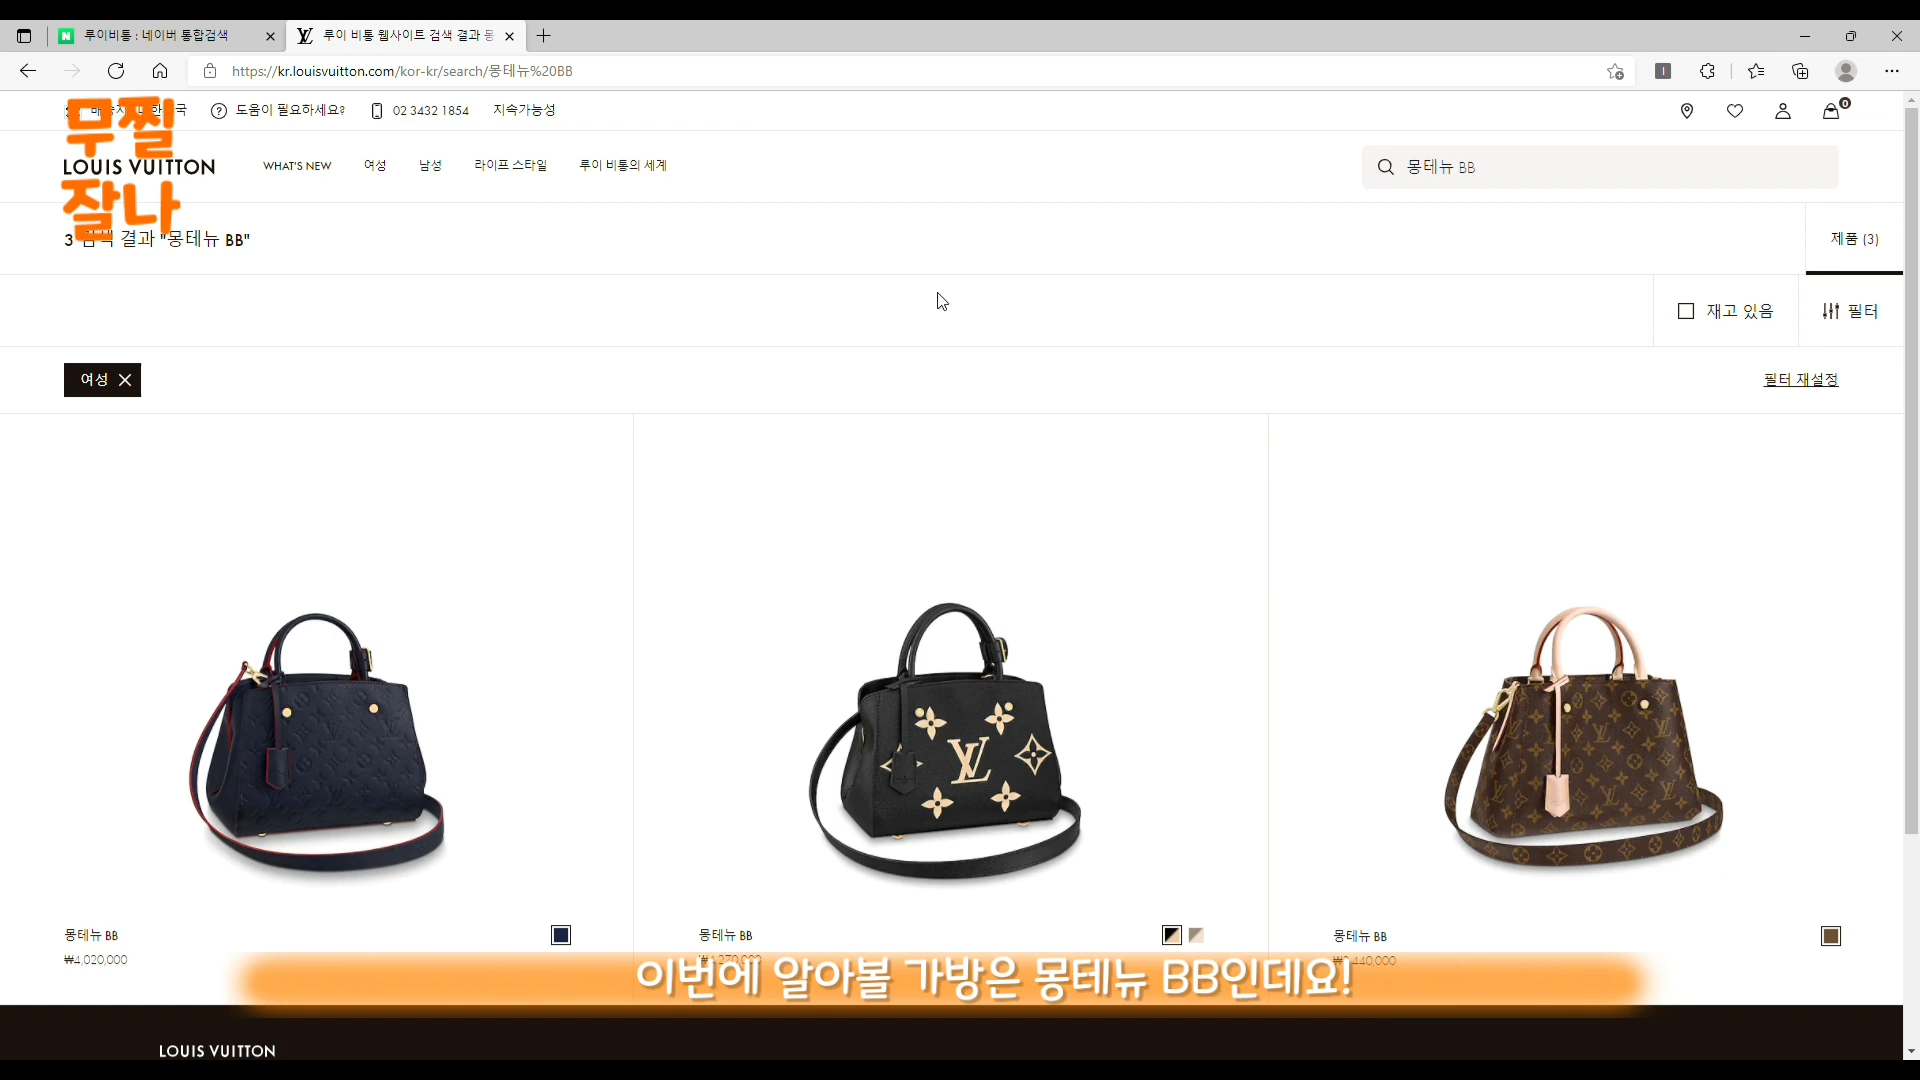 루이비통 : 네이버 통합검색
루이 비통 웹사이트 검색 결과 몽
https://kr.louisvuitton.com/kor-kr/search/몽테뉴%20BB
도움이 필요하세요?
02 3432 1854
지속가능성
0
무찔
잘나
LOUIS VUITTON
WHAT'S NEW
여성
남성
라이프 스타일
루이 비통의 세계
몽테뉴 BB
3 검색 결과 "몽테뉴 BB"
제품 (3)
재고 있음
필터
여성
필터 재설정
몽테뉴 BB
₩4,020,000
몽테뉴 BB
몽테뉴 BB
이번에 알아볼 가방은 몽테뉴 BB인데요!
LOUIS VUITTON